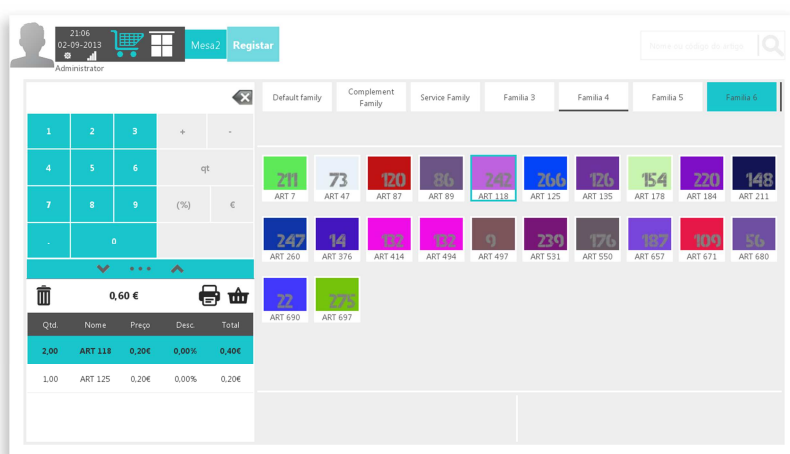 21:06
02-09-2013
Mesa2
Registar
Administrator
Nome ou código do artigo
Default family
Complement
Family
Service Family
Familia 3
Familia 4
Familia 5
Familia 6
1 2 3 + -
4 5 6 qt
7 8 9 (%) €
. 0
0,60 €
Qtd. Nome Preço Desc. Total
2,00 ART 118 0,20€ 0,00% 0,40€
1,00 ART 125 0,20€ 0,00% 0,20€
211 73 120 86 242 266 126 154 220 148
ART 7 ART 47 ART 87 ART 89 ART 118 ART 125 ART 135 ART 178 ART 184 ART 211
247 14 132 132 9 239 176 187 109 56
ART 260 ART 376 ART 414 ART 494 ART 497 ART 531 ART 550 ART 657 ART 671 ART 680
22 275
ART 690 ART 697